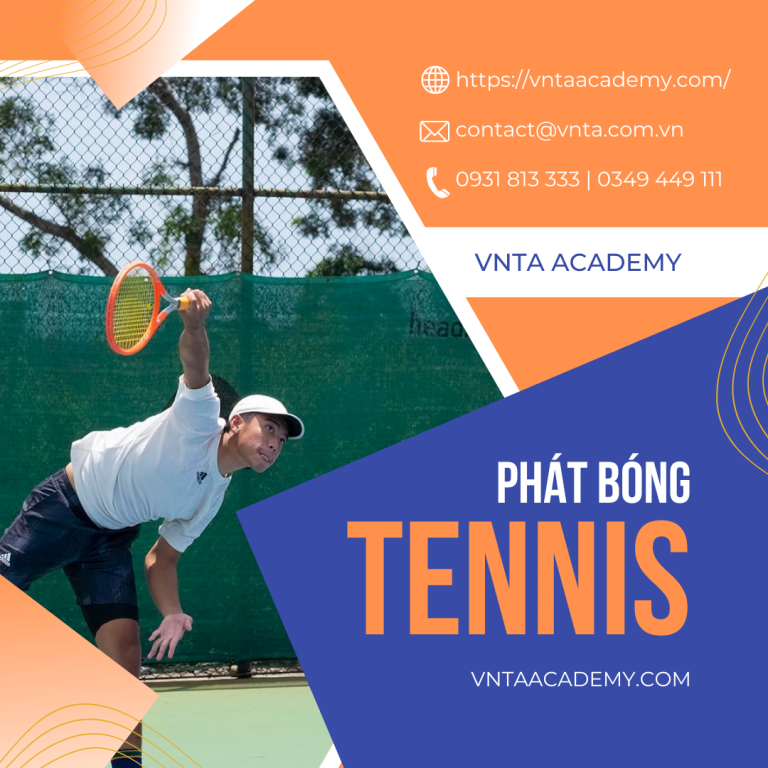 https://vntaacademy.com/
contact@vnta.com.vn
0931 813 333 | 0349 449 111
VNTA ACADEMY
head
PHÁT BÓNG
TENNIS
VNTAACADEMY.COM